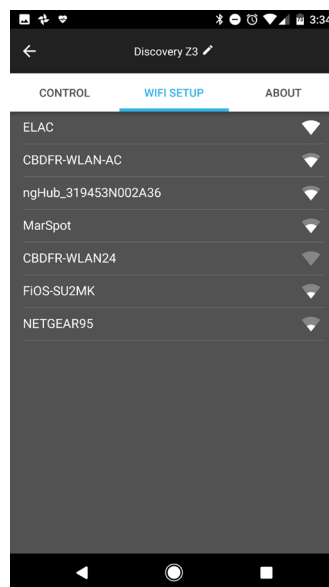 3:34
Discovery Z3
CONTROL WIFI SETUP ABOUT
ELAC
CBDFR-WLAN-AC
ngHub_319453N002A36
MarSpot
CBDFR-WLAN24
FiOS-SU2MK
NETGEAR95